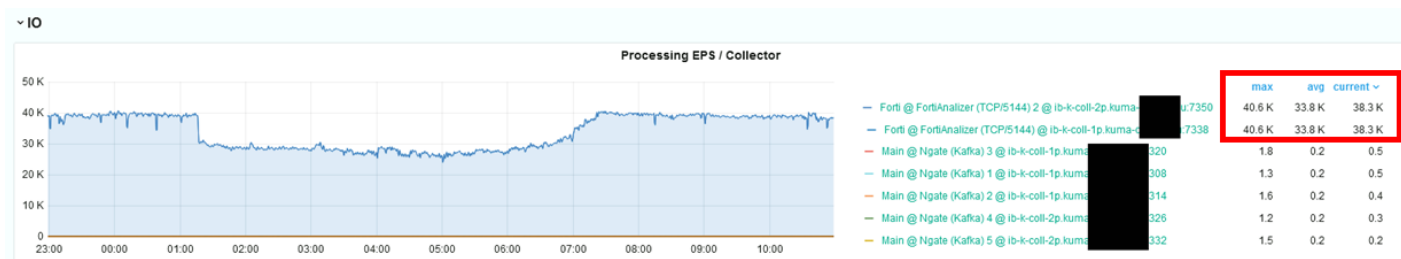 IO
Processing EPS / Collector
50 K
40 K
30 K
20 K
10 K
0
23:00 00:00 01:00 02:00 03:00 04:00 05:00 06:00 07:00 08:00 09:00 10:00
max avg current
Forti @ FortiAnalizer (TCP/5144) 2 @ ib-k-coll-2p.kuma- u:7350 40.6 K 33.8 K 38.3 K
Forti @ FortiAnalizer (TCP/5144) @ ib-k-coll-1p.kuma- :7338 40.6 K 33.8 K 38.3 K
Main @ Ngate (Kafka) 3 @ ib-k-coll-1p.kuma 320 1.8 0.2 0.5
Main @ Ngate (Kafka) 1 @ ib-k-coll-1p.kuma 308 1.3 0.2 0.5
Main @ Ngate (Kafka) 2 @ ib-k-coll-1p.kuma 314 1.6 0.2 0.4
Main @ Ngate (Kafka) 4 @ ib-k-coll-2p.kuma 326 1.2 0.2 0.3
Main @ Ngate (Kafka) 5 @ ib-k-coll-2p.kuma 332 1.5 0.2 0.2